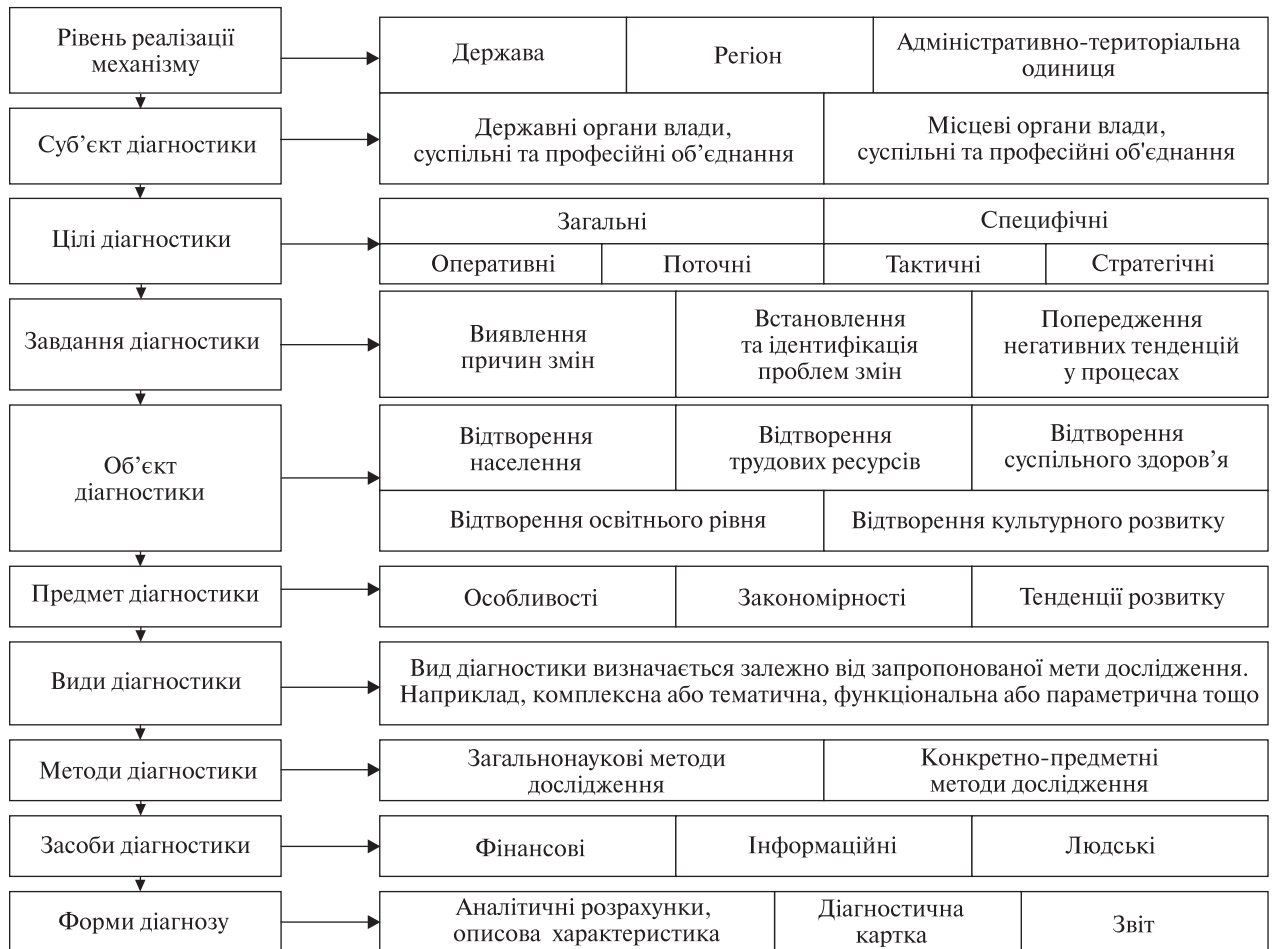 Рівень реалізації
механізму
Держава
Регіон
Адміністративно-територіальна
одиниця
Суб’єкт діагностики
Державні органи влади,
суспільні та професійні об’єднання
Місцеві органи влади,
суспільні та професійні об'єднання
Цілі діагностики
Загальні
Специфічні
Оперативні
Поточні
Тактичні
Стратегічні
Завдання діагностики
Виявлення
причин змін
Встановлення
та ідентифікація
проблем змін
Попередження
негативних тенденцій
у процесах
Об’єкт
діагностики
Відтворення
населення
Відтворення
трудових ресурсів
Відтворення
суспільного здоров’я
Відтворення освітнього рівня
Відтворення культурного розвитку
Предмет діагностики
Особливості
Закономірності
Тенденції розвитку
Види діагностики
Вид діагностики визначається залежно від запропонованої мети дослідження.
Наприклад, комплексна або тематична, функціональна або параметрична тощо
Методи діагностики
Загальнонаукові методи
дослідження
Конкретно-предметні
методи дослідження
Засоби діагностики
Фінансові
Інформаційні
Людські
Форми діагнозу
Аналітичні розрахунки,
описова характеристика
Діагностична
картка
Звіт